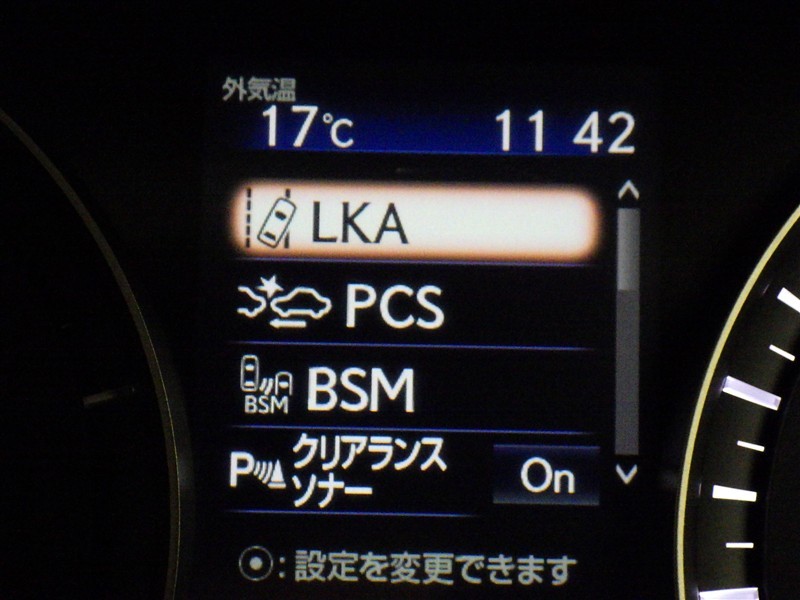 外気温
17℃ 11 42
LKA
PCS
BSM BSM
P クリアランス
ソナー On
⦿:設定を変更できます